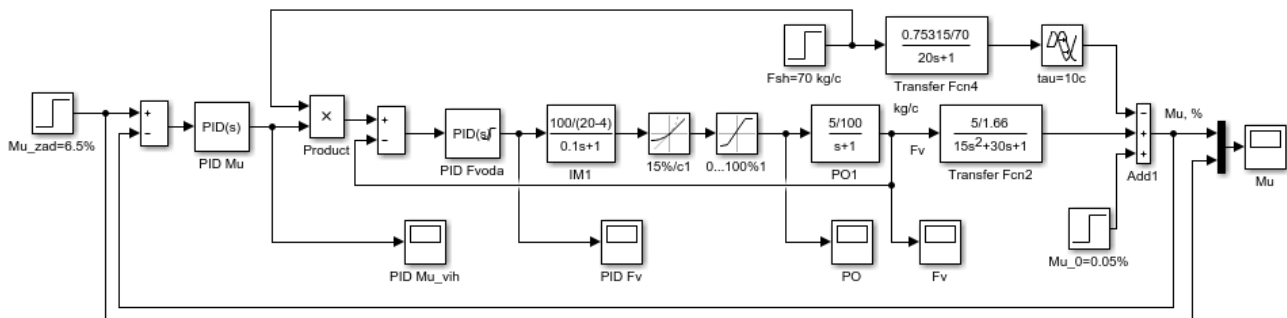 0.75315/70
20s+1
Fsh=70 kg/c
Transfer Fcn4
tau=10c
Mu_zad=6.5%
+
−
PID(s)
PID Mu
×
Product
+
−
PID(s)
PID Fvoda
100/(20-4)
0.1s+1
IM1
15%/c1
0...100%1
5/100
s+1
PO1
kg/c
Fv
5/1.66
15s²+30s+1
Transfer Fcn2
−
+
+
Add1
Mu, %
Mu
Mu_0=0.05%
PID Mu_vih
PID Fv
PO
Fv